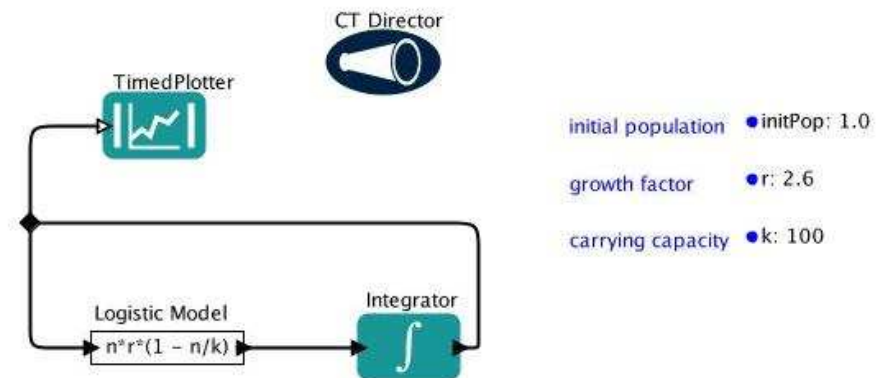 CT Director
TimedPlotter
initial population initPop: 1.0
growth factor r: 2.6
carrying capacity k: 100
Integrator
Logistic Model
n*r*(1 - n/k)
∫